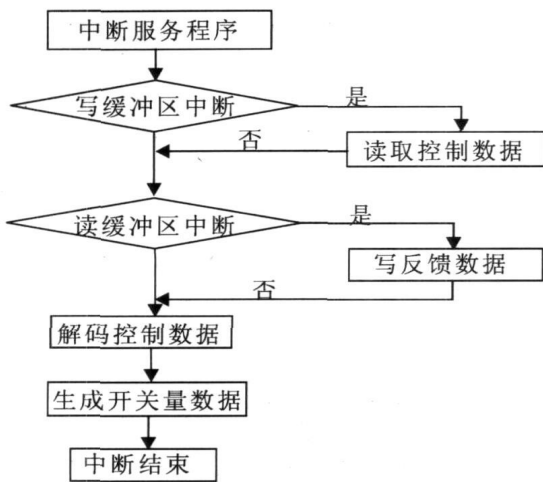 中断服务程序
写缓冲区中断
是
否
读取控制数据
读缓冲区中断
是
写反馈数据
否
解码控制数据
生成开关量数据
中断结束